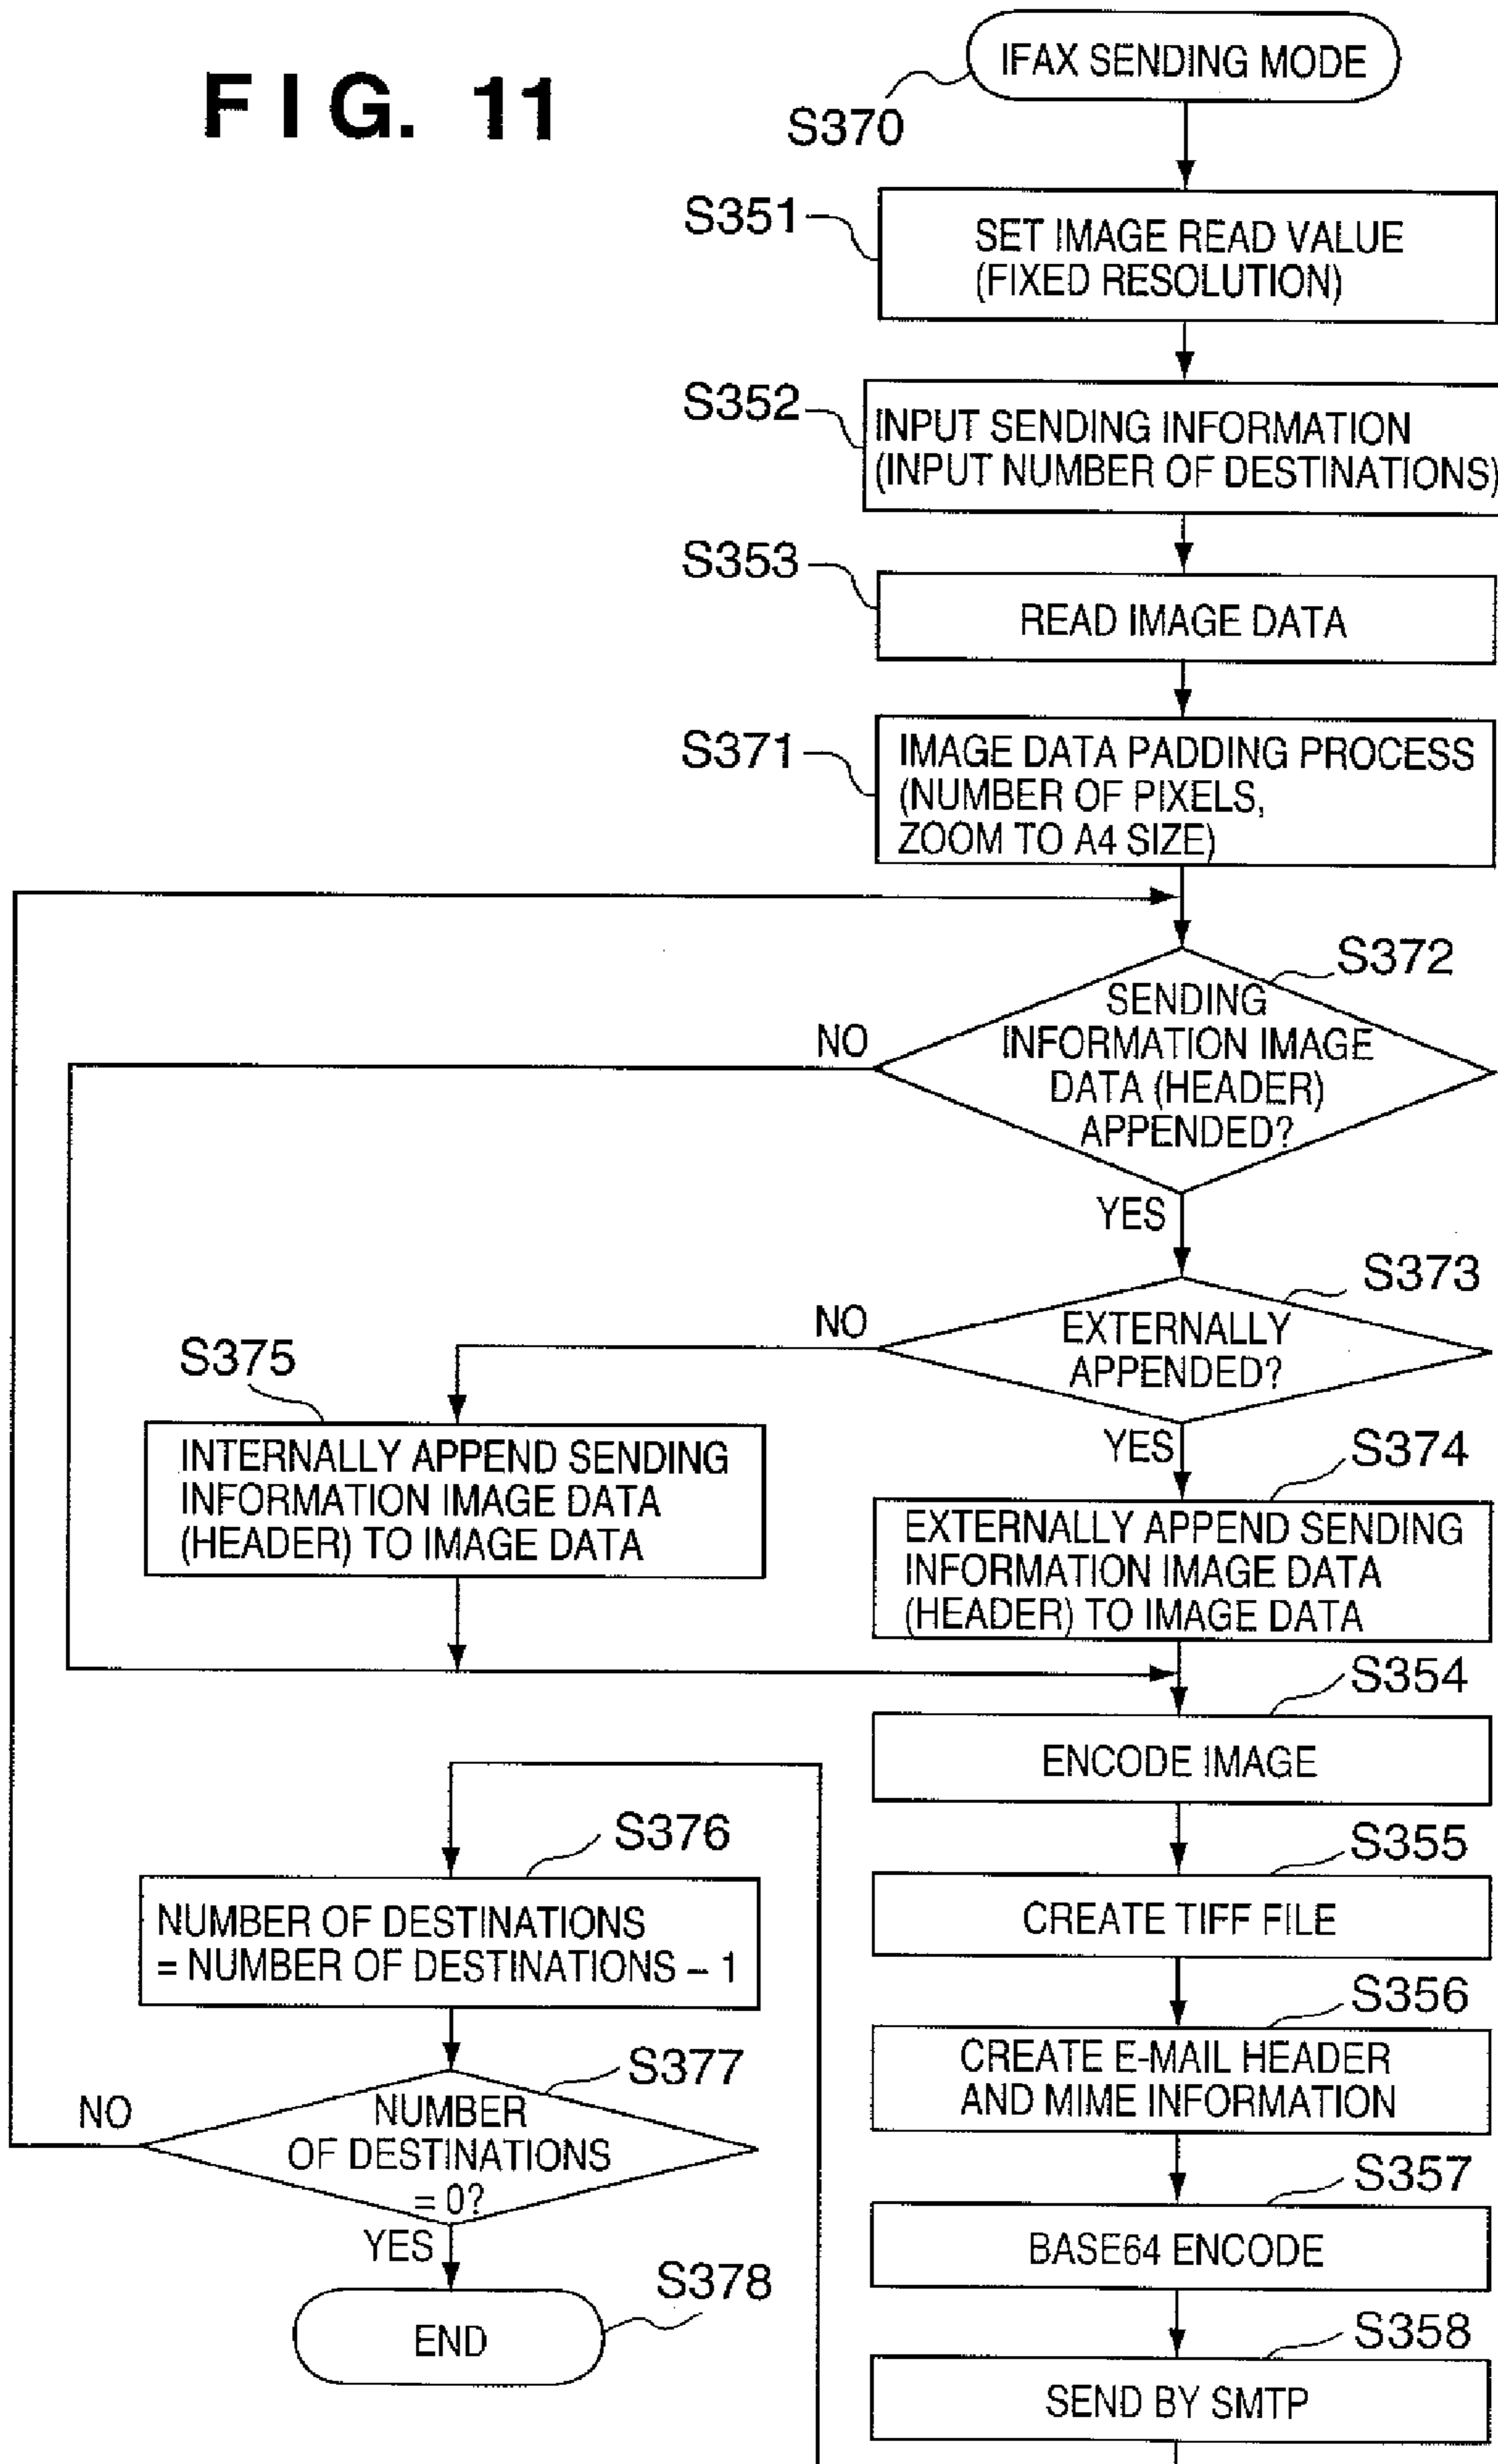 FIG. 11
IFAX SENDING MODE
S370
S351
SET IMAGE READ VALUE
(FIXED RESOLUTION)
S352
INPUT SENDING INFORMATION
(INPUT NUMBER OF DESTINATIONS)
S353
READ IMAGE DATA
S371
IMAGE DATA PADDING PROCESS
(NUMBER OF PIXELS,
ZOOM TO A4 SIZE)
S372
SENDING
INFORMATION IMAGE
DATA (HEADER)
APPENDED?
NO
YES
S373
EXTERNALLY
APPENDED?
NO
YES
S375
INTERNALLY APPEND SENDING
INFORMATION IMAGE DATA
(HEADER) TO IMAGE DATA
S374
EXTERNALLY APPEND SENDING
INFORMATION IMAGE DATA
(HEADER) TO IMAGE DATA
S354
ENCODE IMAGE
S355
CREATE TIFF FILE
S356
CREATE E-MAIL HEADER
AND MIME INFORMATION
S357
BASE64 ENCODE
S358
SEND BY SMTP
S376
NUMBER OF DESTINATIONS
= NUMBER OF DESTINATIONS – 1
S377
NUMBER
OF DESTINATIONS
= 0?
NO
YES
S378
END